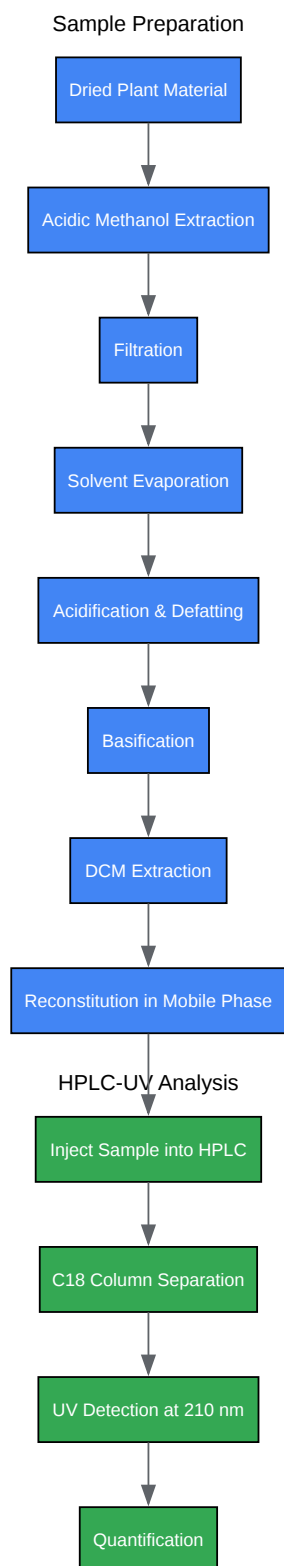 Sample Preparation
Dried Plant Material
Acidic Methanol Extraction
Filtration
Solvent Evaporation
Acidification & Defatting
Basification
DCM Extraction
Reconstitution in Mobile Phase
HPLC-UV Analysis
Inject Sample into HPLC
C18 Column Separation
UV Detection at 210 nm
Quantification